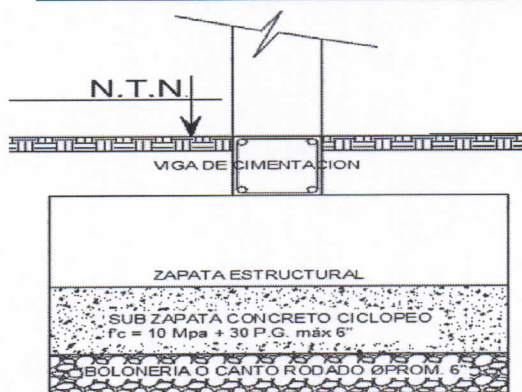 N.T.N.
VIGA DE CIMENTACION
ZAPATA ESTRUCTURAL
SUB ZAPATA CONCRETO CICLOPEO
f'c = 10 Mpa + 30 P.G. máx 6"
BOLONERIA O CANTO RODADO ØPROM. 6"